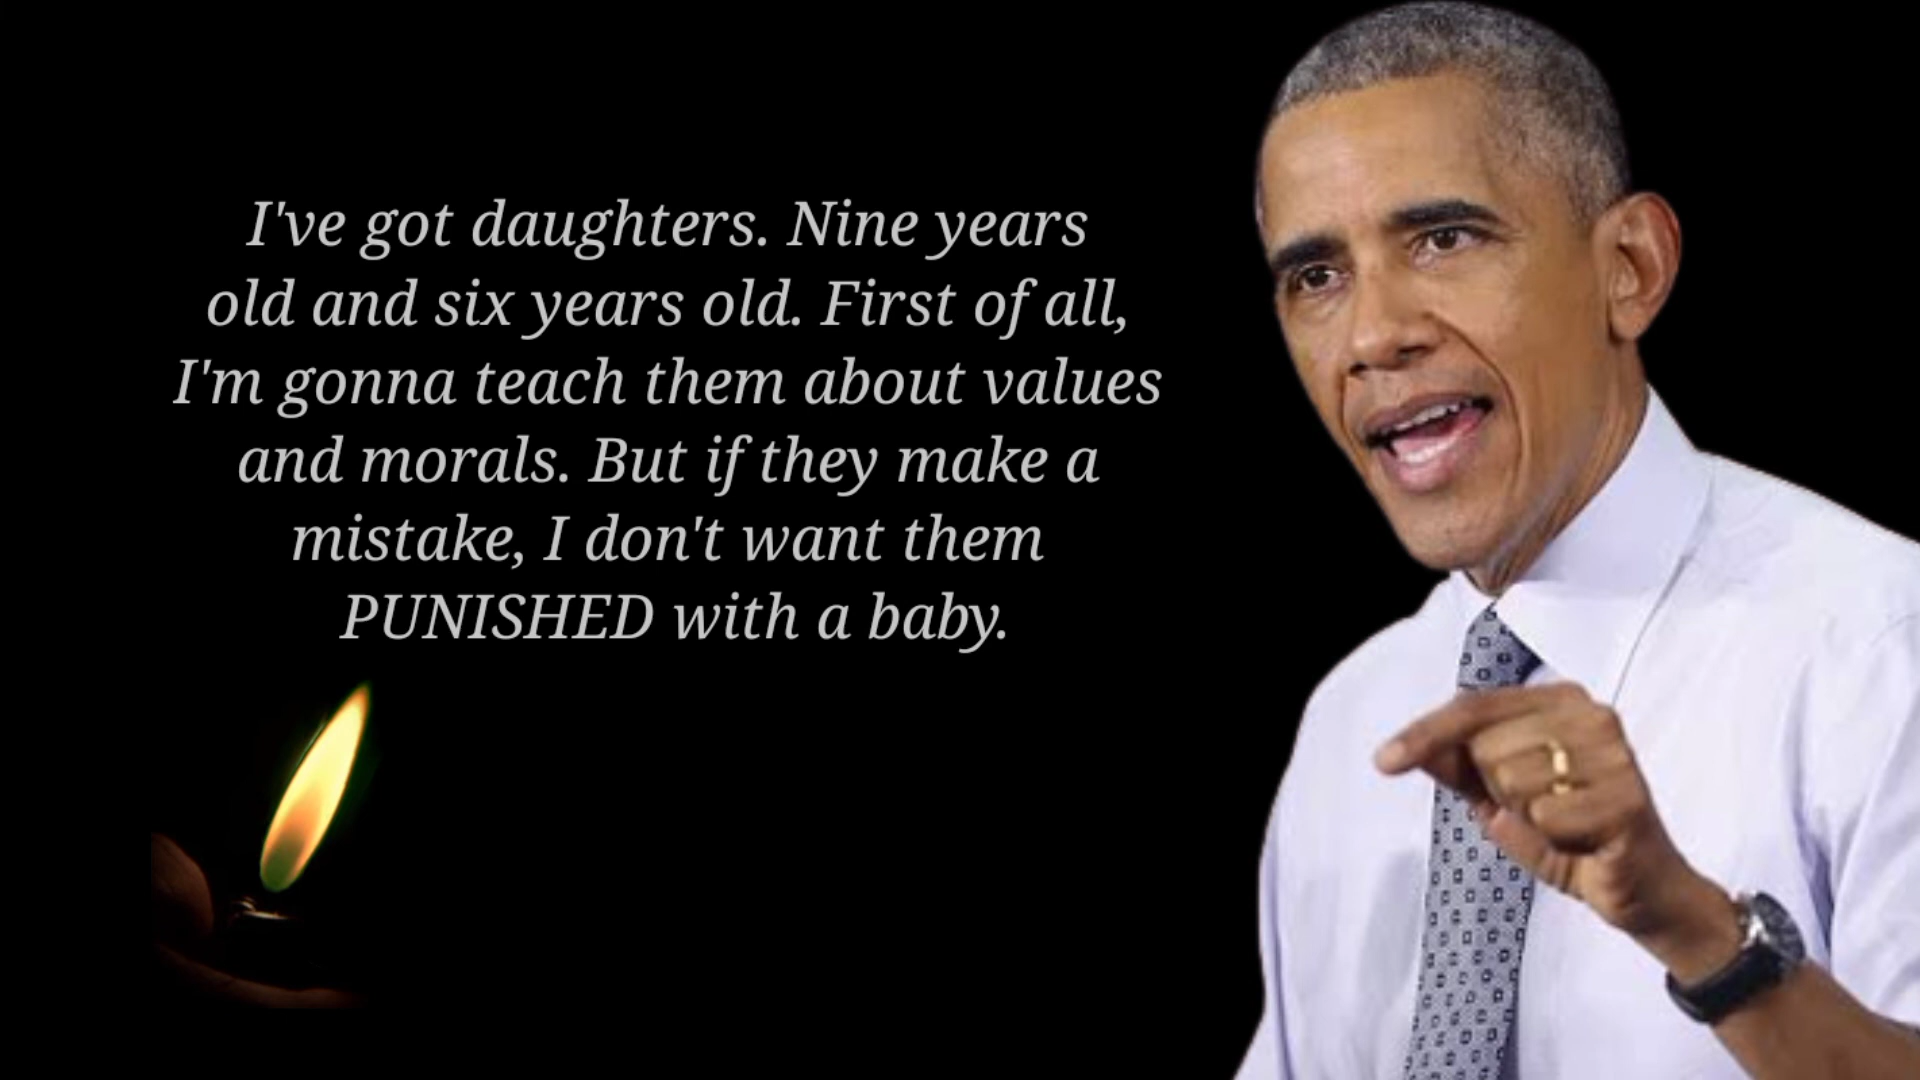 I've got daughters. Nine years
old and six years old. First of all,
I'm gonna teach them about values
and morals. But if they make a
mistake, I don't want them
PUNISHED with a baby.